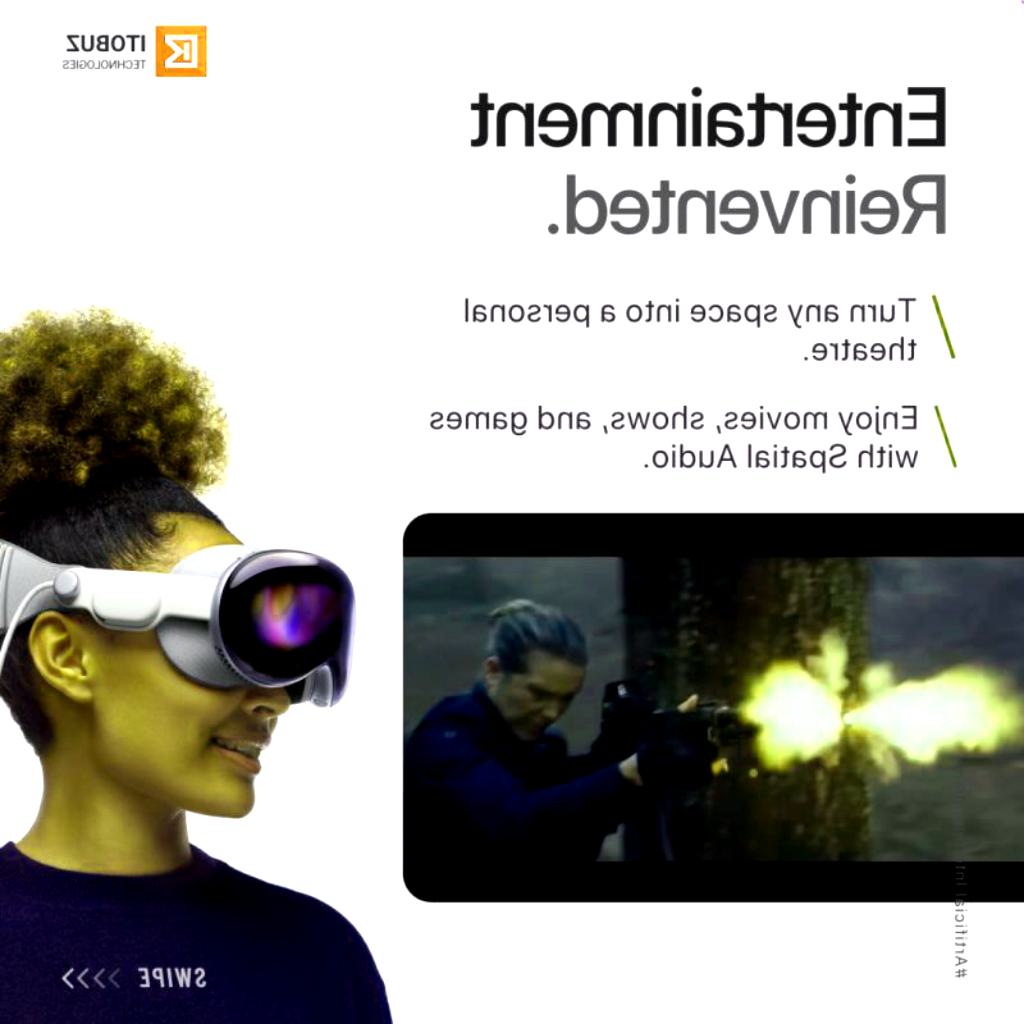 ITOBUZ
TECHNOLOGIES
Entertainment
Reinvented.
Turn any space into a personal
theatre.
Enjoy movies, shows, and games
with Spatial Audio.
#Artificial Int
SWIPE >>>>